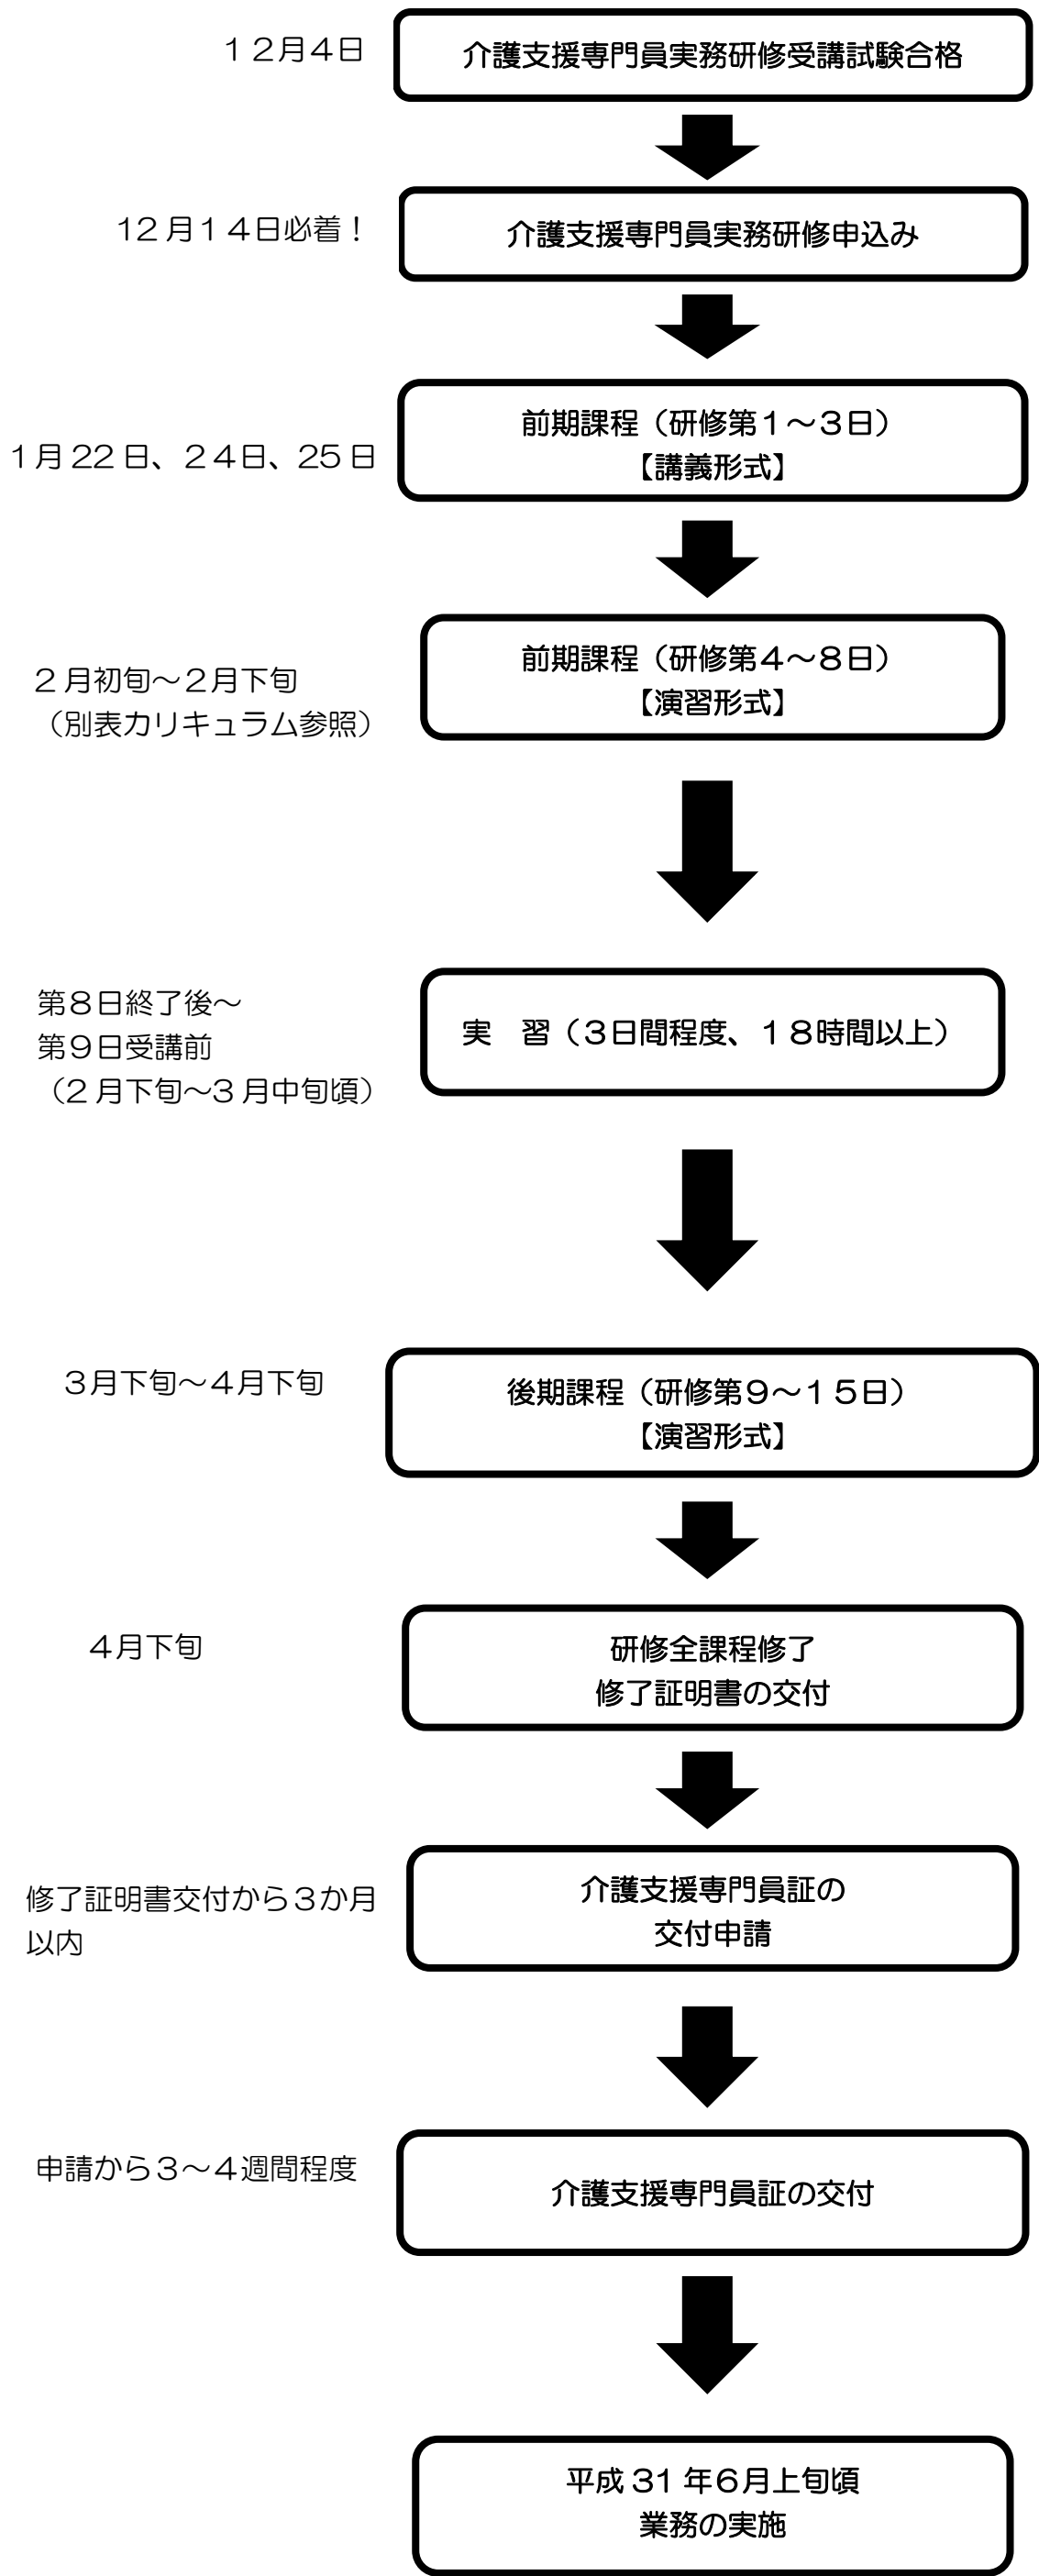 １２月４日
介護支援専門員実務研修受講試験合格
12 月１４日必着！
介護支援専門員実務研修申込み
前期課程（研修第１～３日）
【講義形式】
１月 22 日、２４日、25 日
前期課程（研修第４～８日）
【演習形式】
２ 月初旬～２月下旬
（別表カリキュラム参照）
第８日終了後～
第９日受講前
（2 月下旬～3 月中旬頃）
実　習（３日間程度、１８時間以上）
３月下旬～４月下旬
後期課程（研修第９～１５日）
【演習形式】
４月下旬
研修全課程修了
修了証明書の交付
修了証明書交付から３か月
以内
介護支援専門員証の
交付申請
申請から３～４週間程度
介護支援専門員証の交付
平成 31 年６月上旬頃
業務の実施